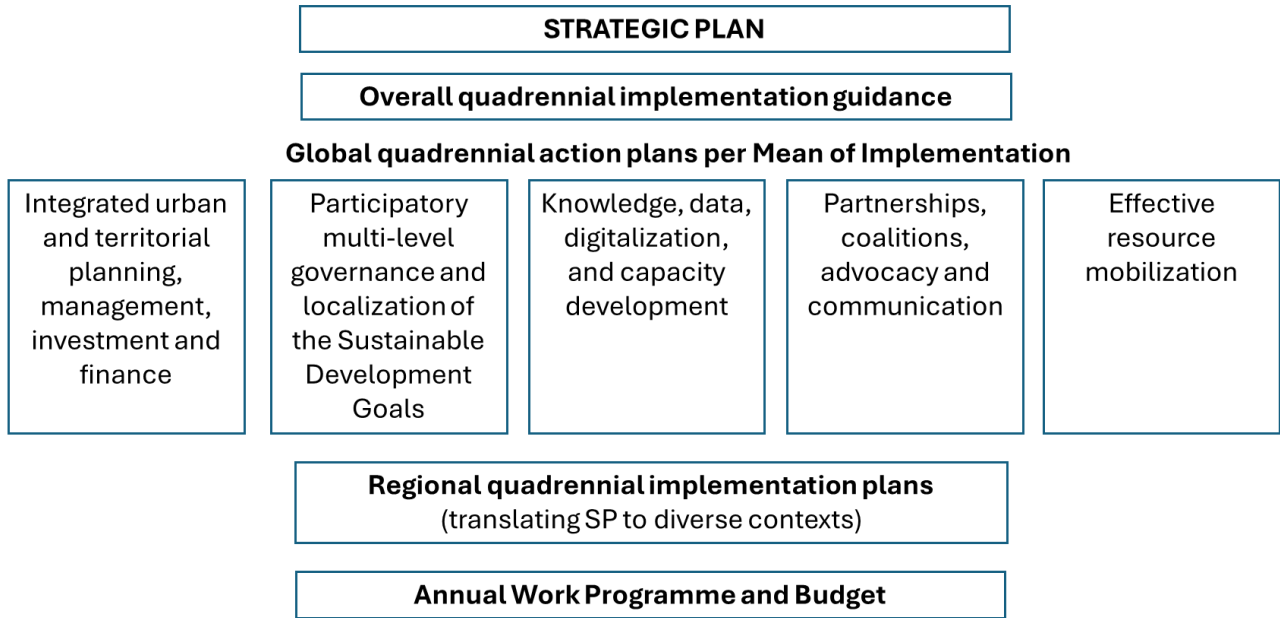 STRATEGIC PLAN
Overall quadrennial implementation guidance
Global quadrennial action plans per Mean of Implementation
Integrated urban
and territorial
planning,
management,
investment and
finance
Participatory
multi-level
governance and
localization of
the Sustainable
Development
Goals
Knowledge, data,
digitalization,
and capacity
development
Partnerships,
coalitions,
advocacy and
communication
Effective
resource
mobilization
Regional quadrennial implementation plans
(translating SP to diverse contexts)
Annual Work Programme and Budget